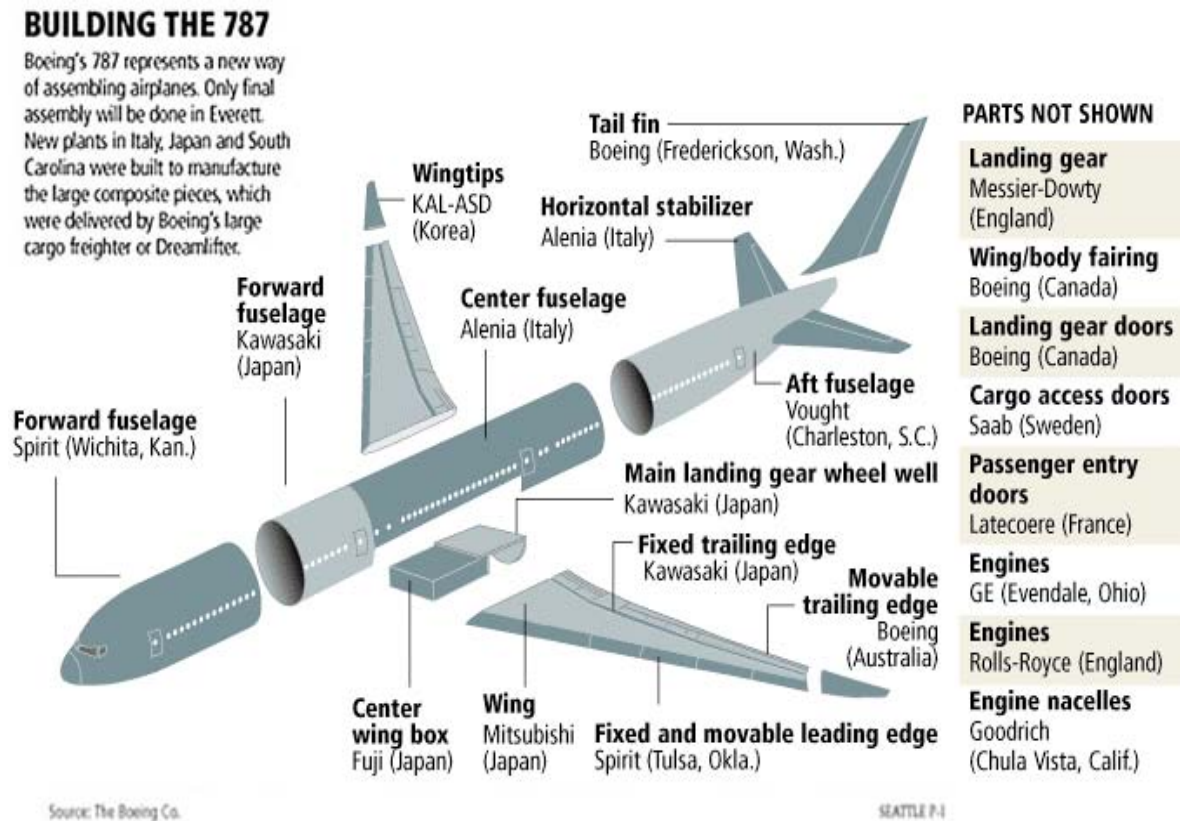 BUILDING THE 787
Boeing's 787 represents a new way
of assembling airplanes. Only final
assembly will be done in Everett.
New plants in Italy, Japan and South
Carolina were built to manufacture
the large composite pieces, which
were delivered by Boeing's large
cargo freighter or Dreamlifter.
Tail fin
Boeing (Frederickson, Wash.)
Wingtips
KAL-ASD
(Korea)
Horizontal stabilizer
Alenia (Italy)
Forward
fuselage
Kawasaki
(Japan)
Center fuselage
Alenia (Italy)
Forward fuselage
Spirit (Wichita, Kan.)
Aft fuselage
Vought
(Charleston, S.C.)
Main landing gear wheel well
Kawasaki (Japan)
Fixed trailing edge
Kawasaki (Japan)
Movable
trailing edge
Boeing
(Australia)
Center
wing box
Fuji (Japan)
Wing
Mitsubishi
(Japan)
Fixed and movable leading edge
Spirit (Tulsa, Okla.)
PARTS NOT SHOWN
Landing gear
Messier-Dowty
(England)
Wing/body fairing
Boeing (Canada)
Landing gear doors
Boeing (Canada)
Cargo access doors
Saab (Sweden)
Passenger entry
doors
Latecoere (France)
Engines
GE (Evendale, Ohio)
Engines
Rolls-Royce (England)
Engine nacelles
Goodrich
(Chula Vista, Calif.)
Source: The Boeing Co.
SEATTLE P-I